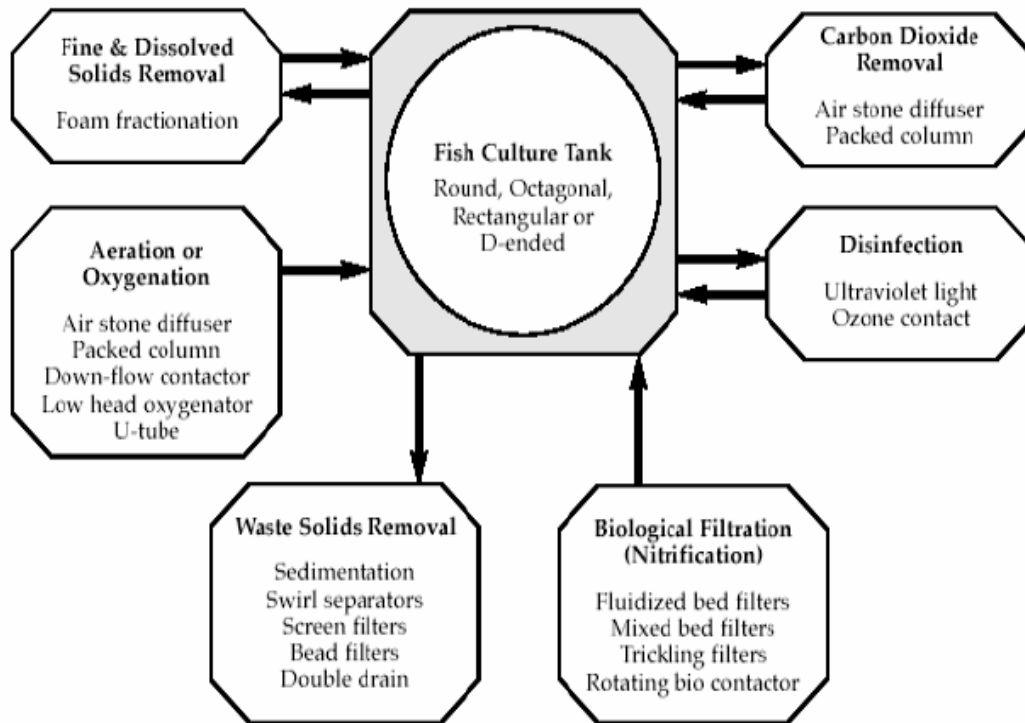 Fine & Dissolved
Solids Removal
Foam fractionation
Fish Culture Tank
Round, Octagonal,
Rectangular or
D-ended
Carbon Dioxide
Removal
Air stone diffuser
Packed column
Aeration or
Oxygenation
Air stone diffuser
Packed column
Down-flow contactor
Low head oxygenator
U-tube
Disinfection
Ultraviolet light
Ozone contact
Waste Solids Removal
Sedimentation
Swirl separators
Screen filters
Bead filters
Double drain
Biological Filtration
(Nitrification)
Fluidized bed filters
Mixed bed filters
Trickling filters
Rotating bio contactor